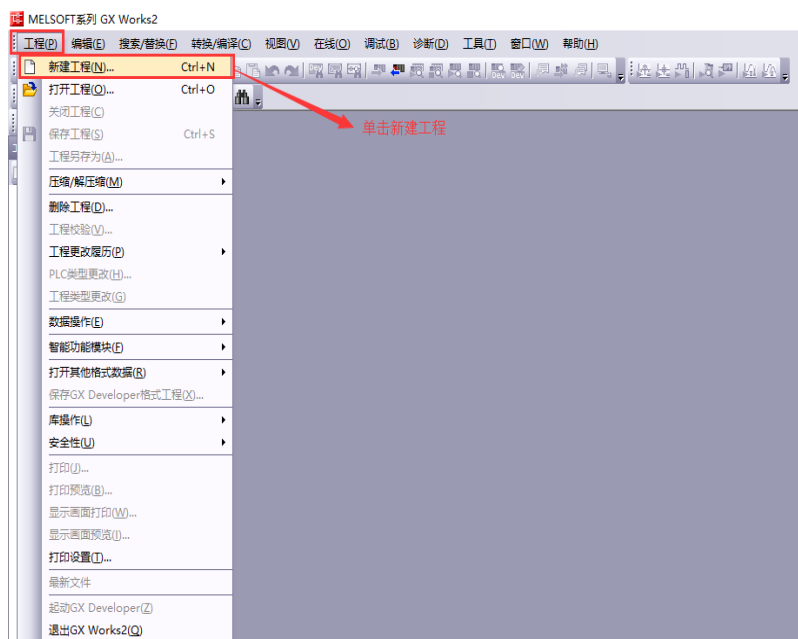 MELSOFT系列 GX Works2
工程(P) 编辑(E) 搜索/替换(F) 转换/编译(C) 视图(V) 在线(O) 调试(B) 诊断(D) 工具(T) 窗口(W) 帮助(H)
新建工程(N)... Ctrl+N
打开工程(O)... Ctrl+O
关闭工程(C)
单击新建工程
保存工程(S) Ctrl+S
工程另存为(A)...
压缩/解压缩(M)
删除工程(D)...
工程校验(V)...
工程更改履历(P)
PLC类型更改(H)...
工程类型更改(G)
数据操作(E)
智能功能模块(F)
打开其他格式数据(R)
保存GX Developer格式工程(X)...
库操作(L)
安全性(U)
打印(J)...
打印预览(B)...
显示画面打印(W)...
显示画面预览(I)...
打印设置(T)...
最新文件
起动GX Developer(Z)
退出GX Works2(Q)